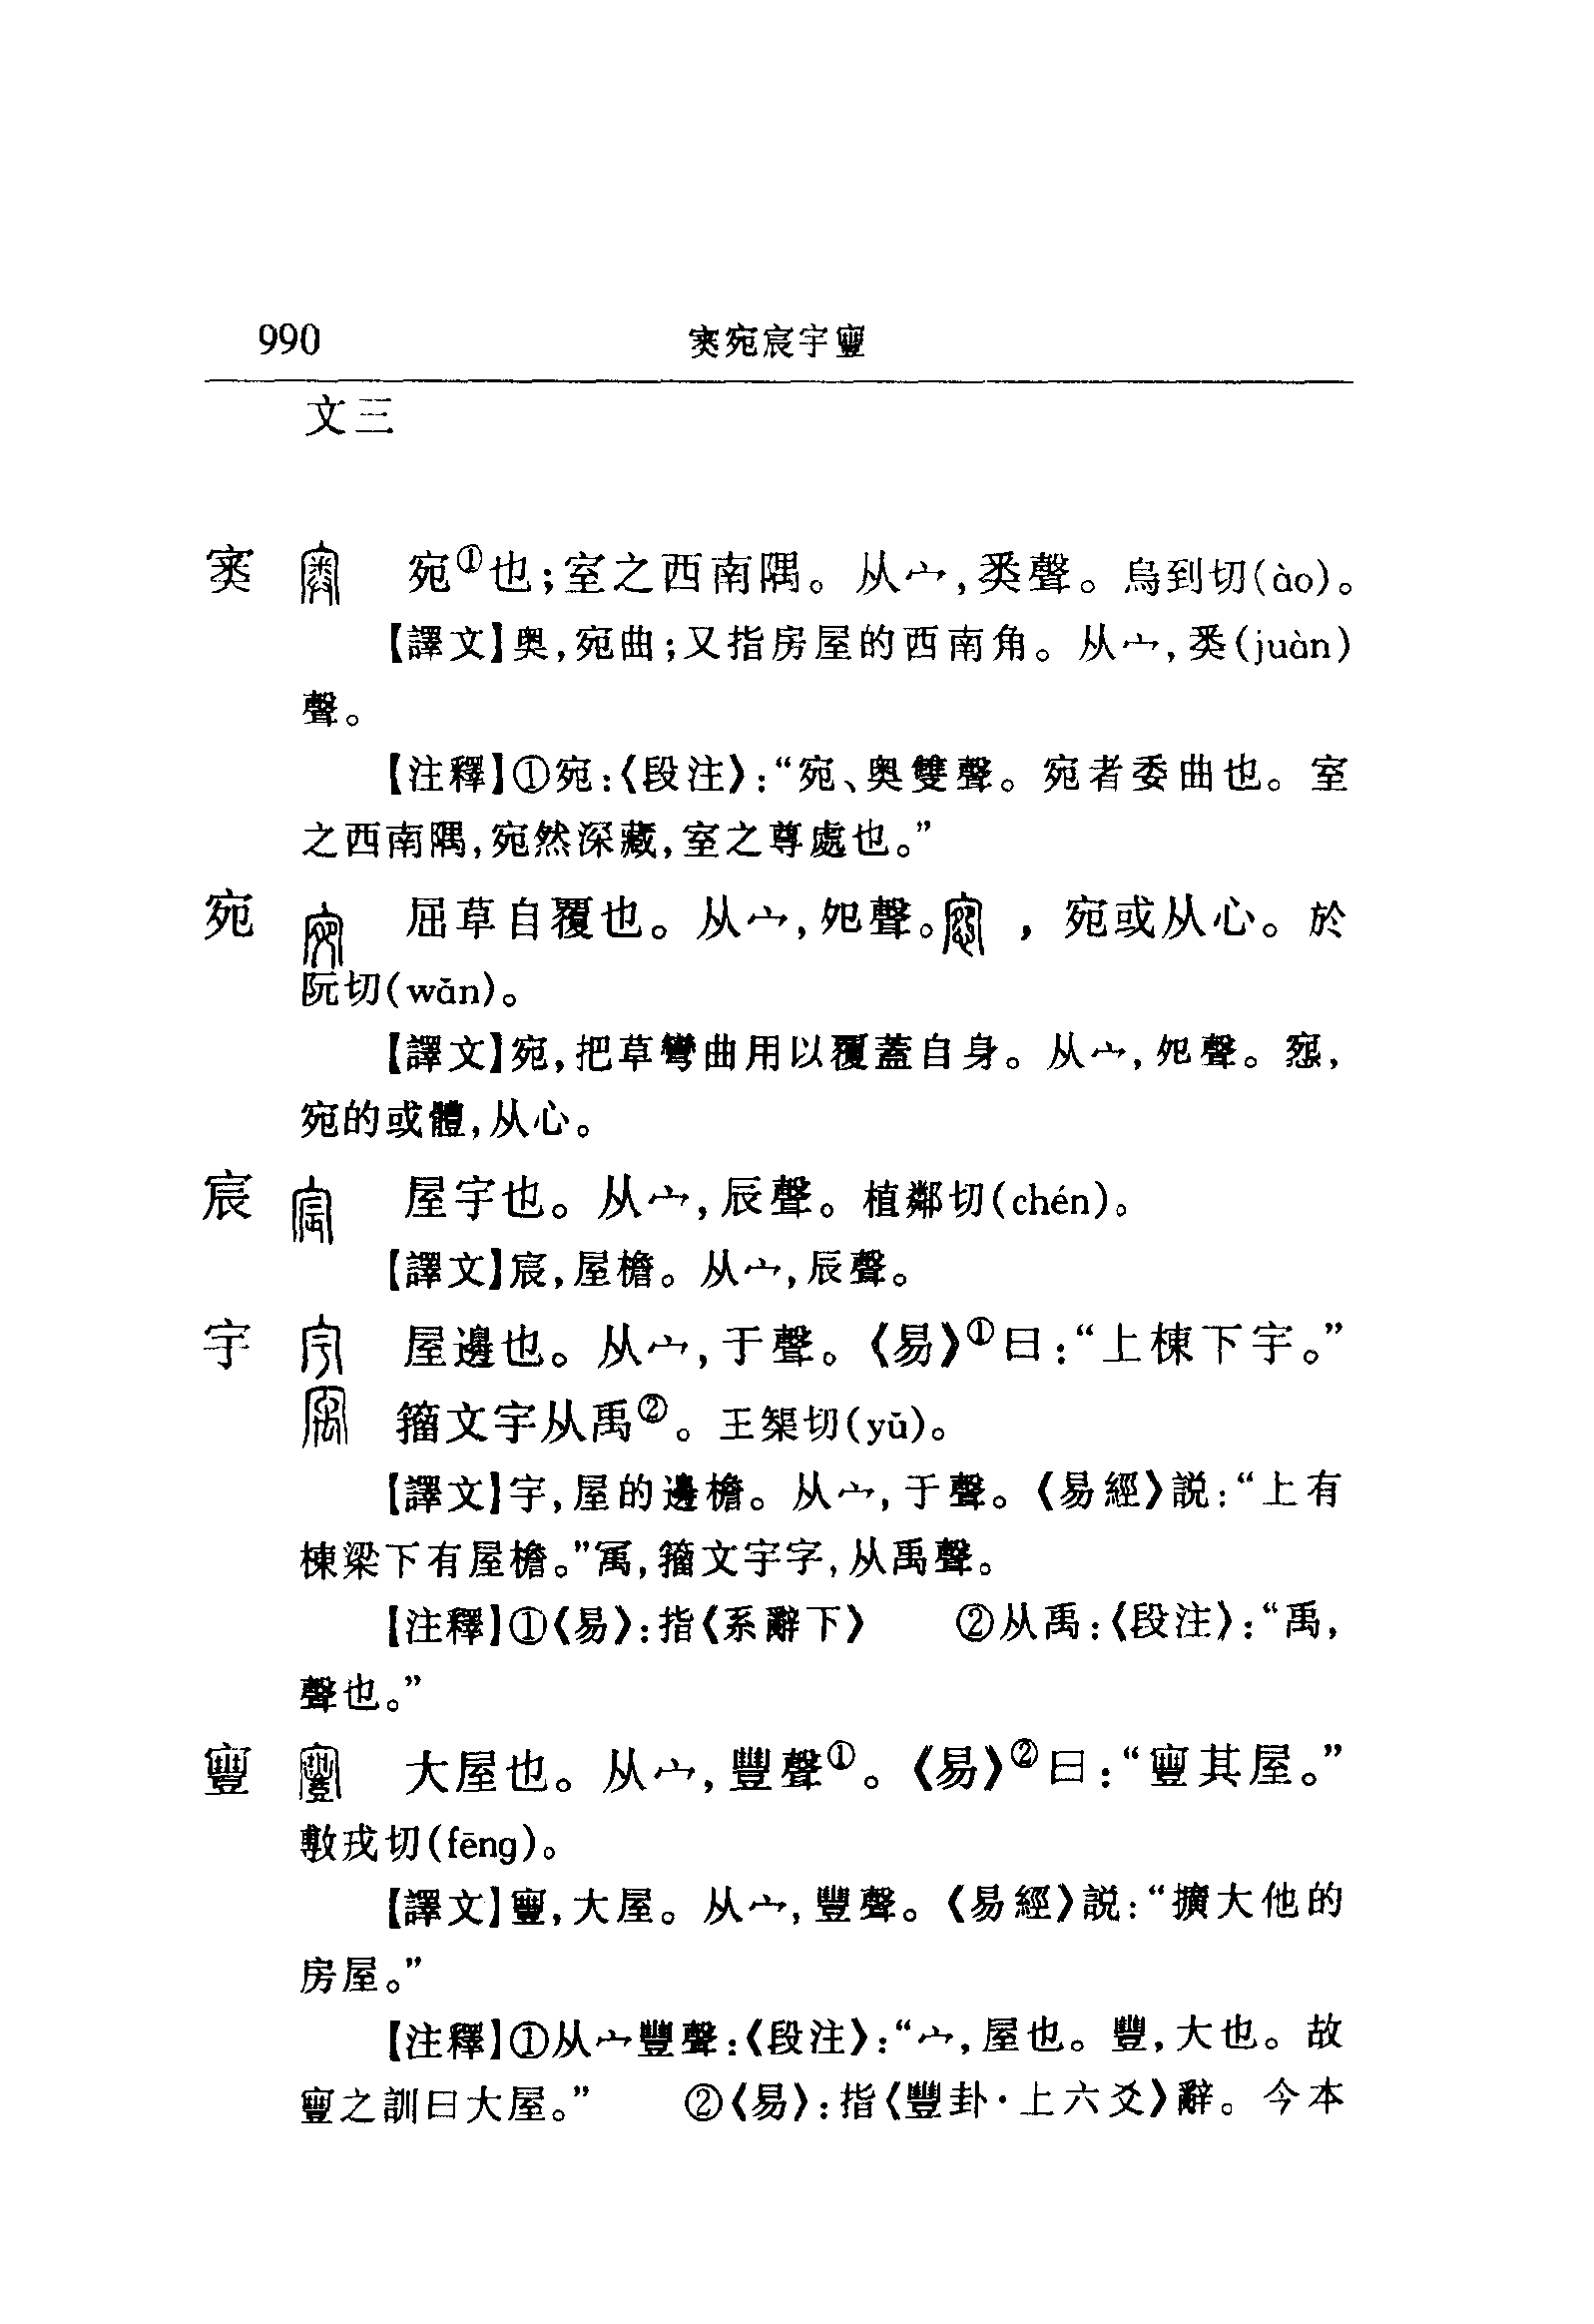 990 𡪿宛宸宇寷
文三
𡪿 宛①也；室之西南隅。从宀，𢍏聲。烏到切(ào)。
【譯文】奥，宛曲；又指房屋的西南角。从宀，𢍏(juàn)
聲。
【注釋】①宛：《段注》：“宛、奥雙聲。宛者委曲也。室
之西南隅，宛然深藏，室之尊處也。”
宛 屈草自覆也。从宀，夗聲。，宛或从心。於
阮切(wǎn)。
【譯文】宛，把草彎曲用以覆蓋自身。从宀，夗聲。惌，
宛的或體，从心。
宸 屋宇也。从宀，辰聲。植鄰切(chén)。
【譯文】宸，屋檐。从宀，辰聲。
宇 屋邊也。从宀，于聲。《易》①曰：“上棟下宇。”
籀文宇从禹②。王榘切(yǔ)。
【譯文】宇，屋的邊檐。从宀，于聲。《易經》説：“上有
棟梁下有屋檐。”㝢，籀文宇字，从禹聲。
【注釋】①《易》：指《系辭下》 ②从禹：《段注》：“禹，
聲也。”
寷 大屋也。从宀，豐聲①。《易》②曰：“寷其屋。”
敷戎切(fēng)。
【譯文】寷，大屋。从宀，豐聲。《易經》説：“擴大他的
房屋。”
【注釋】①从宀豐聲：《段注》：“宀，屋也。豐，大也。故
寷之訓曰大屋。” ②《易》：指《豐卦·上六爻》辭。今本